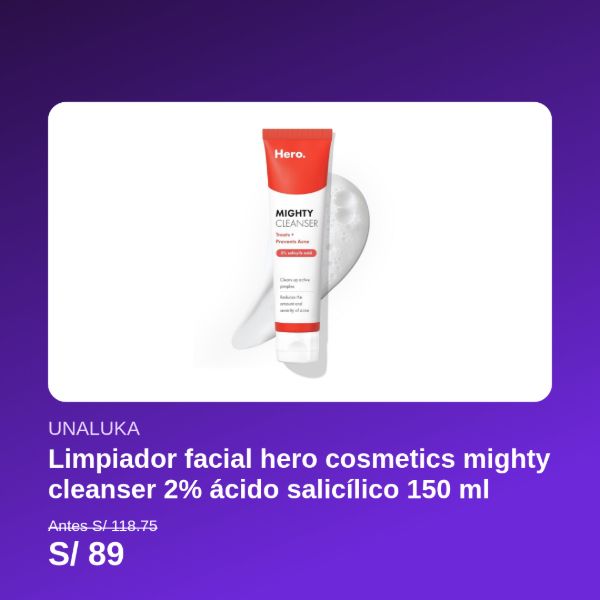 Hero.
MIGHTY
CLEANSER
Treats +
Prevents Acne
2% salicylic acid
Clears up active
pimples
Reduces the
amount and
severity of acne
UNALUKA
Limpiador facial hero cosmetics mighty
cleanser 2% ácido salicílico 150 ml
Antes S/ 118.75
S/ 89